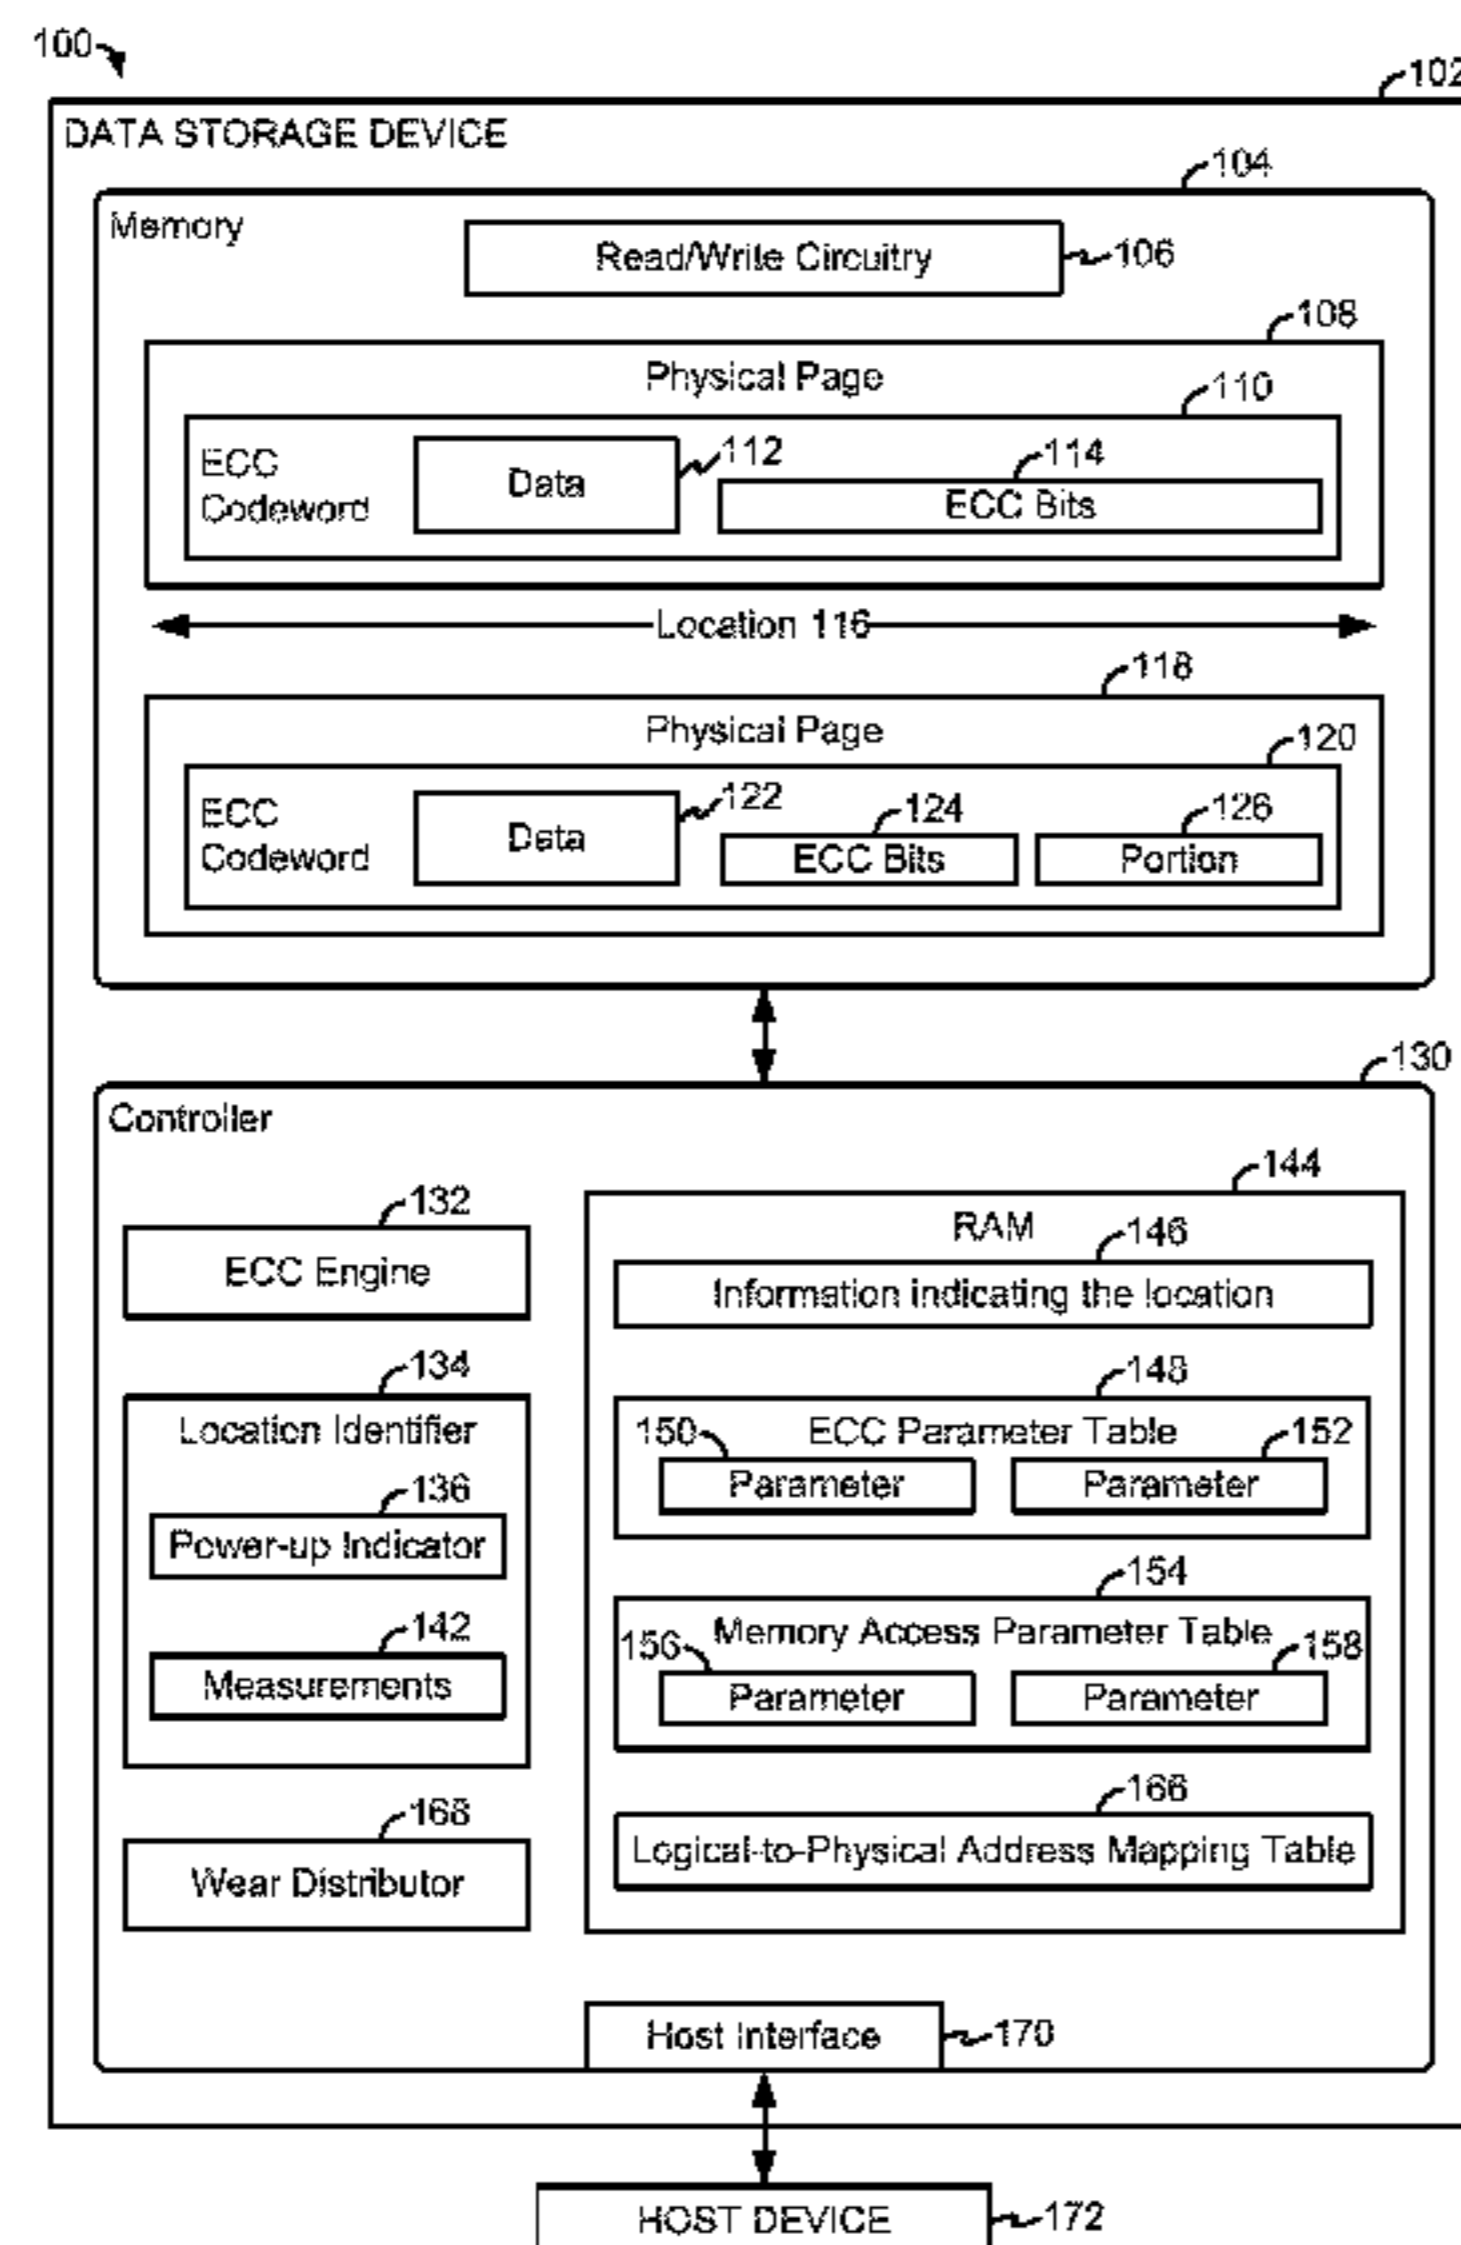 100
102
DATA STORAGE DEVICE
104
Memory
Read/Write Circuitry
106
108
Physical Page
110
ECC Codeword
Data
112
114
ECC Bits
Location 116
118
Physical Page
120
ECC Codeword
Data
122
124
ECC Bits
126
Portion
130
Controller
132
ECC Engine
134
Location Identifier
136
Power-up Indicator
142
Measurements
168
Wear Distributor
144
RAM
146
Information indicating the location
148
ECC Parameter Table
150
Parameter
152
Parameter
154
Memory Access Parameter Table
156
Parameter
158
Parameter
166
Logical-to-Physical Address Mapping Table
Host Interface
170
HOST DEVICE
172